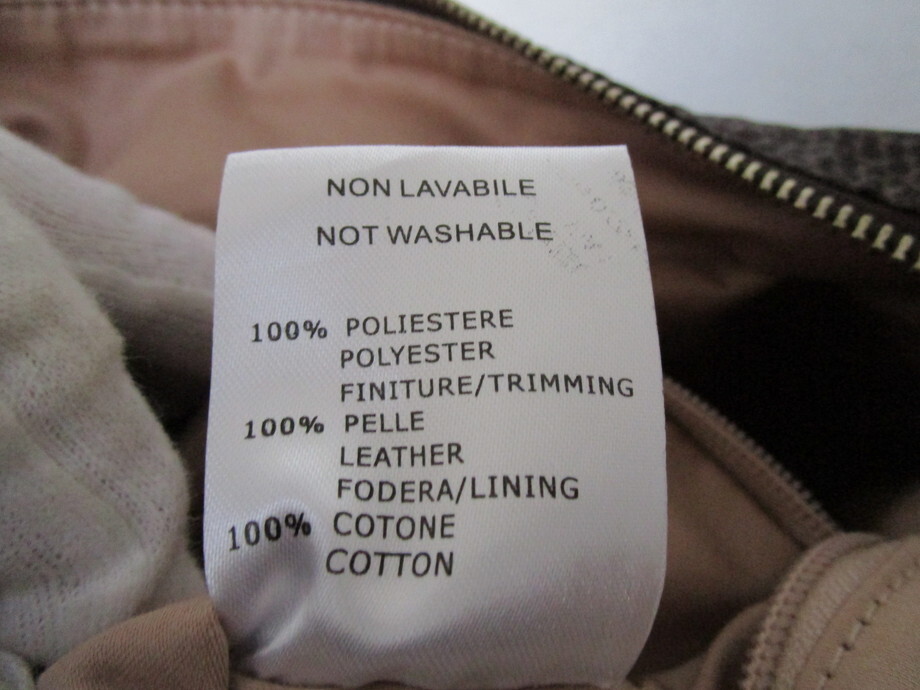 NON LAVABILE
NOT WASHABLE
100% POLIESTERE
POLYESTER
FINITURE/TRIMMING
100% PELLE
LEATHER
FODERA/LINING
100% COTONE
COTTON